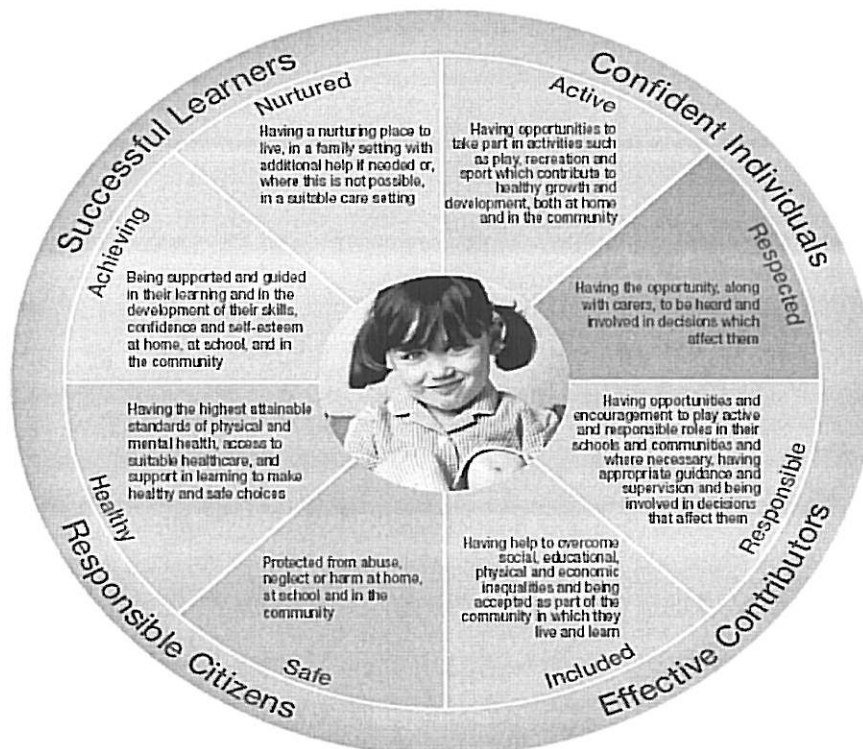 Successful Learners
Confident Individuals
Nurtured
Having a nurturing place to
live, in a family setting with
additional help if needed or,
where this is not possible,
in a suitable care setting
Active
Having opportunities to
take part in activities such
as play, recreation and
sport which contribute to
healthy growth and
development, both at home
and in the community
Achieving
Being supported and guided
in their learning and in the
development of their skills,
confidence and self-esteem
at home, at school, and in
the community
Respected
Having the opportunity, along
with carers, to be heard and
involved in decisions which
affect them
Healthy
Having the highest attainable
standards of physical and
mental health, access to
suitable healthcare, and
support in learning to make
healthy and safe choices
Responsible
Having opportunities and
encouragement to play active
and responsible roles in their
schools and communities and
where necessary, having
appropriate guidance and
supervision and being
involved in decisions
that affect them
Safe
Protected from abuse,
neglect or harm at home,
at school and in the
community
Included
Having help to overcome
social, educational,
physical and economic
inequalities and being
accepted as part of the
community in which they
live and learn
Responsible Citizens
Effective Contributors